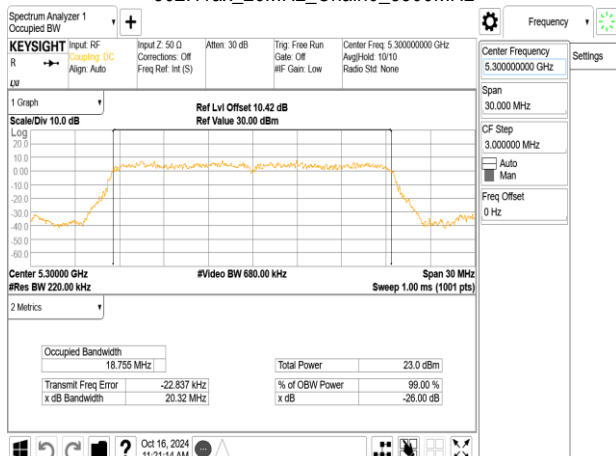 Spectrum Analyzer 1
Occupied BW
Frequency
KEYSIGHT
R
Input: RF
Coupling: DC
Align: Auto
Input Z: 50 Ω
Corrections: Off
Freq Ref: Int (S)
Atten: 30 dB
Trig: Free Run
Gate: Off
#IF Gain: Low
Center Freq: 5.300000000 GHz
Avg|Hold: 10/10
Radio Std: None
LXI
Center Frequency
5.300000000 GHz
Settings
Span
30.000 MHz
CF Step
3.000000 MHz
Auto
Man
Freq Offset
0 Hz
1 Graph
Scale/Div 10.0 dB
Ref Lvl Offset 10.42 dB
Ref Value 30.00 dBm
Log
20.0
10.0
0.00
-10.0
-20.0
-30.0
-40.0
-50.0
-60.0
Center 5.30000 GHz
#Video BW 680.00 kHz
Span 30 MHz
#Res BW 220.00 kHz
Sweep 1.00 ms (1001 pts)
2 Metrics
Occupied Bandwidth
18.755 MHz
Total Power 23.0 dBm
Transmit Freq Error -22.837 kHz
% of OBW Power 99.00 %
x dB Bandwidth 20.32 MHz
x dB -26.00 dB
?
Oct 16, 2024
11:21:14 AM